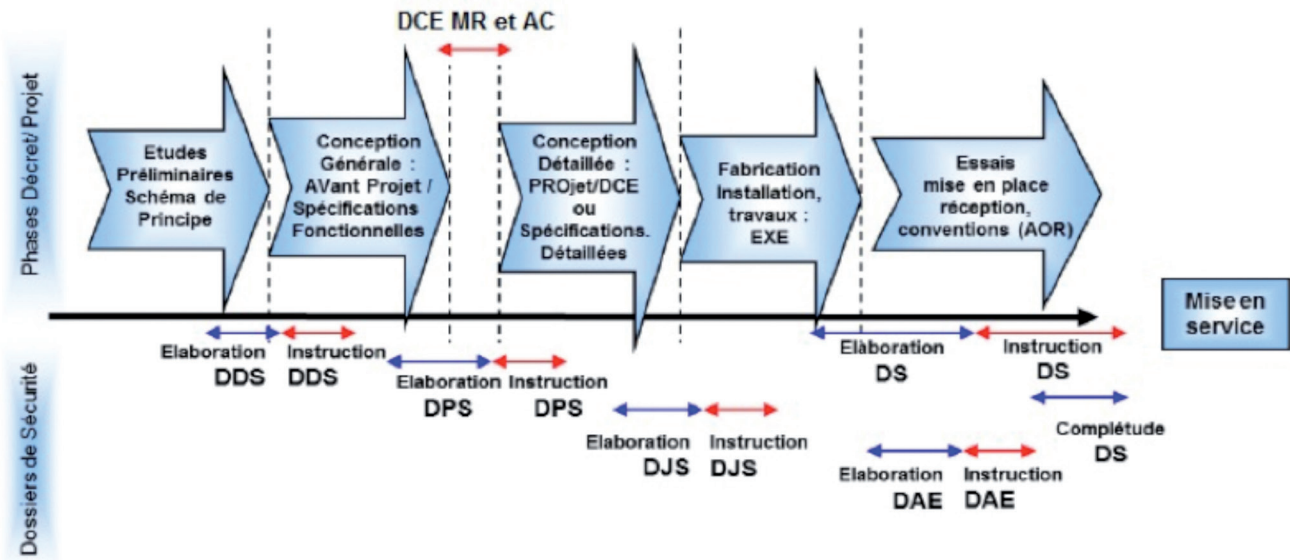 DCE MR et AC
Phases Décret/ Projet
Etudes
Préliminaires
Schéma de
Principe
Conception
Générale :
AVant Projet /
Spécifications
Fonctionnelles
Conception
Détaillée :
PROjet/DCE
ou
Spécifications.
Détaillées
Fabrication
Installation,
travaux :
EXE
Essais
mise en place
réception,
conventions (AOR)
Mise en
service
Dossiers de Sécurité
Elaboration
DDS
Instruction
DDS
Elaboration
DPS
Instruction
DPS
Elaboration
DJS
Instruction
DJS
Elaboration
DS
Instruction
DS
Complétude
DS
Elaboration
DAE
Instruction
DAE